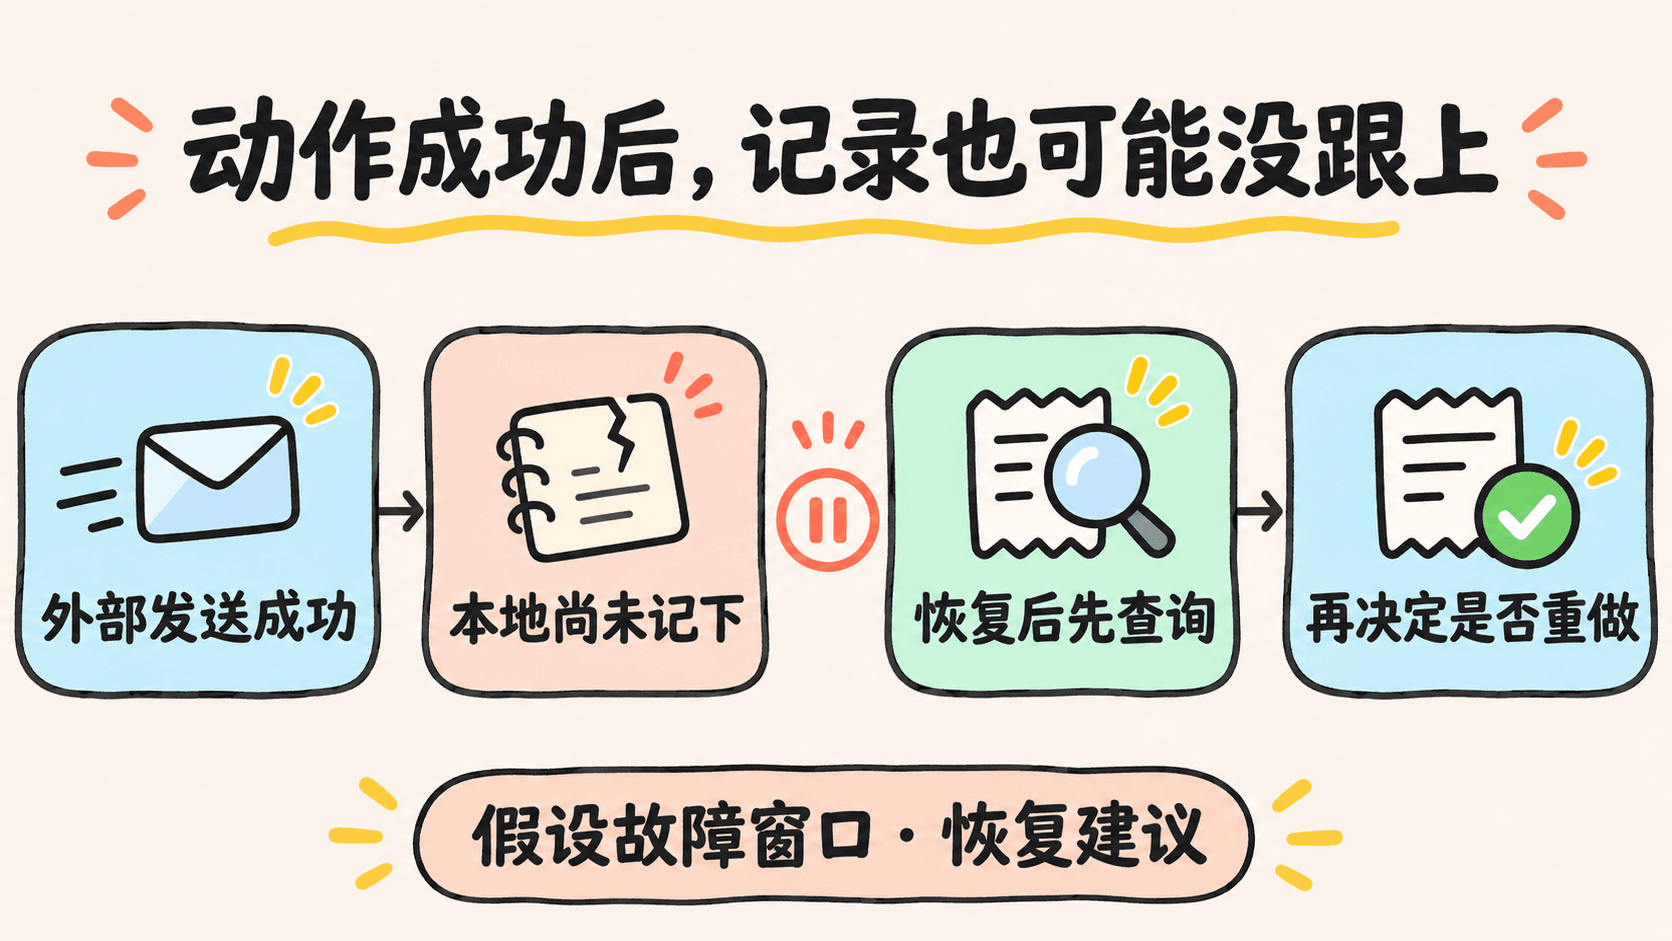 动作成功后，记录也可能没跟上
外部发送成功
本地尚未记下
恢复后先查询
再决定是否重做
假设故障窗口·恢复建议